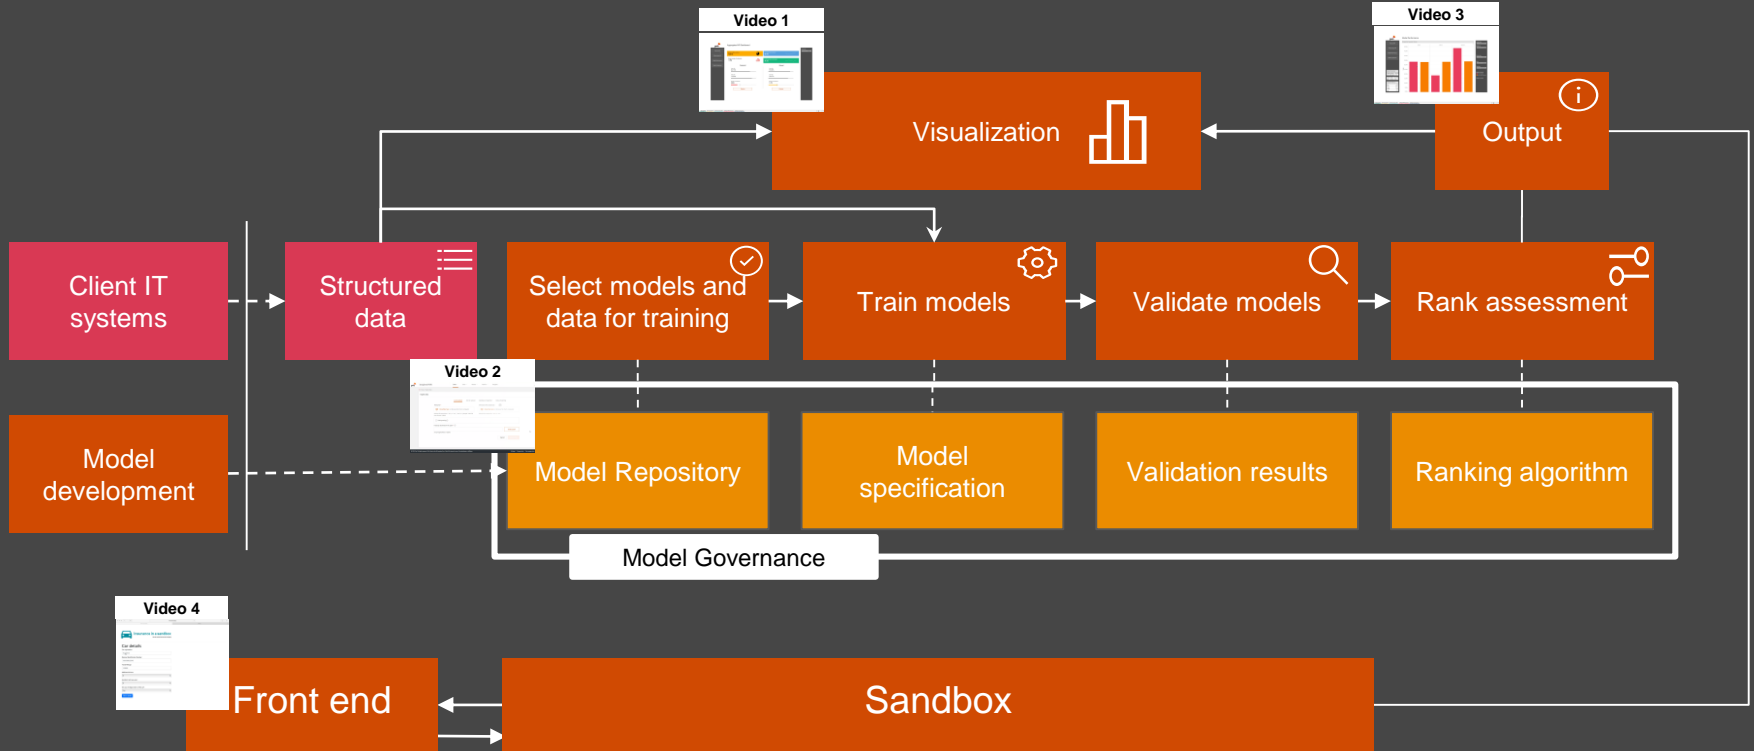 Video 1
Video 3
Visualization
Output
Client IT
systems
Structured
data
Select models and
data for training
Train models
Validate models
Rank assessment
Video 2
Model
development
Model Repository
Model
specification
Validation results
Ranking algorithm
Model Governance
Video 4
Car details
Front end
Sandbox